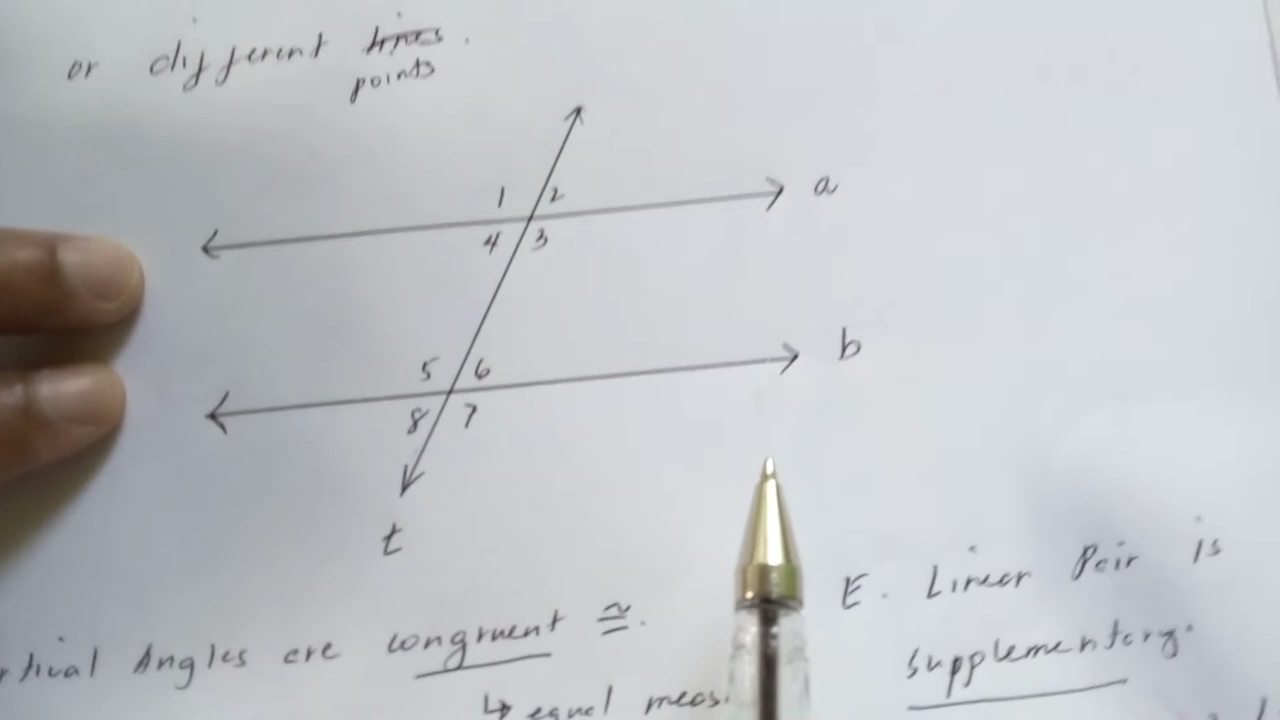 or different lines.
points
1 2 a
4 3
5 6 b
8 7
t
E. Linear Pair is
supplementary.
rtical Angles are congruent ≅.
↳ equal meas.